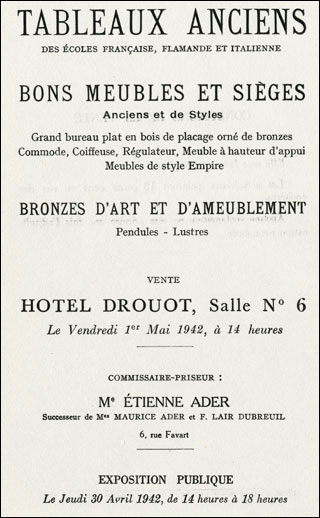 TABLEAUX ANCIENS
DES ÉCOLES FRANÇAISE, FLAMANDE ET ITALIENNE
BONS MEUBLES ET SIÈGES
Anciens et de Styles
Grand bureau plat en bois de placage orné de bronzes
Commode, Coiffeuse, Régulateur, Meuble à hauteur d'appui
Meubles de style Empire
BRONZES D'ART ET D'AMEUBLEMENT
Pendules - Lustres
VENTE
HOTEL DROUOT, Salle Nº 6
Le Vendredi 1er Mai 1942, à 14 heures
COMMISSAIRE-PRISEUR :
Me ÉTIENNE ADER
Successeur de Mes MAURICE ADER et F. LAIR DUBREUIL
6, rue Favart
EXPOSITION PUBLIQUE
Le Jeudi 30 Avril 1942, de 14 heures à 18 heures